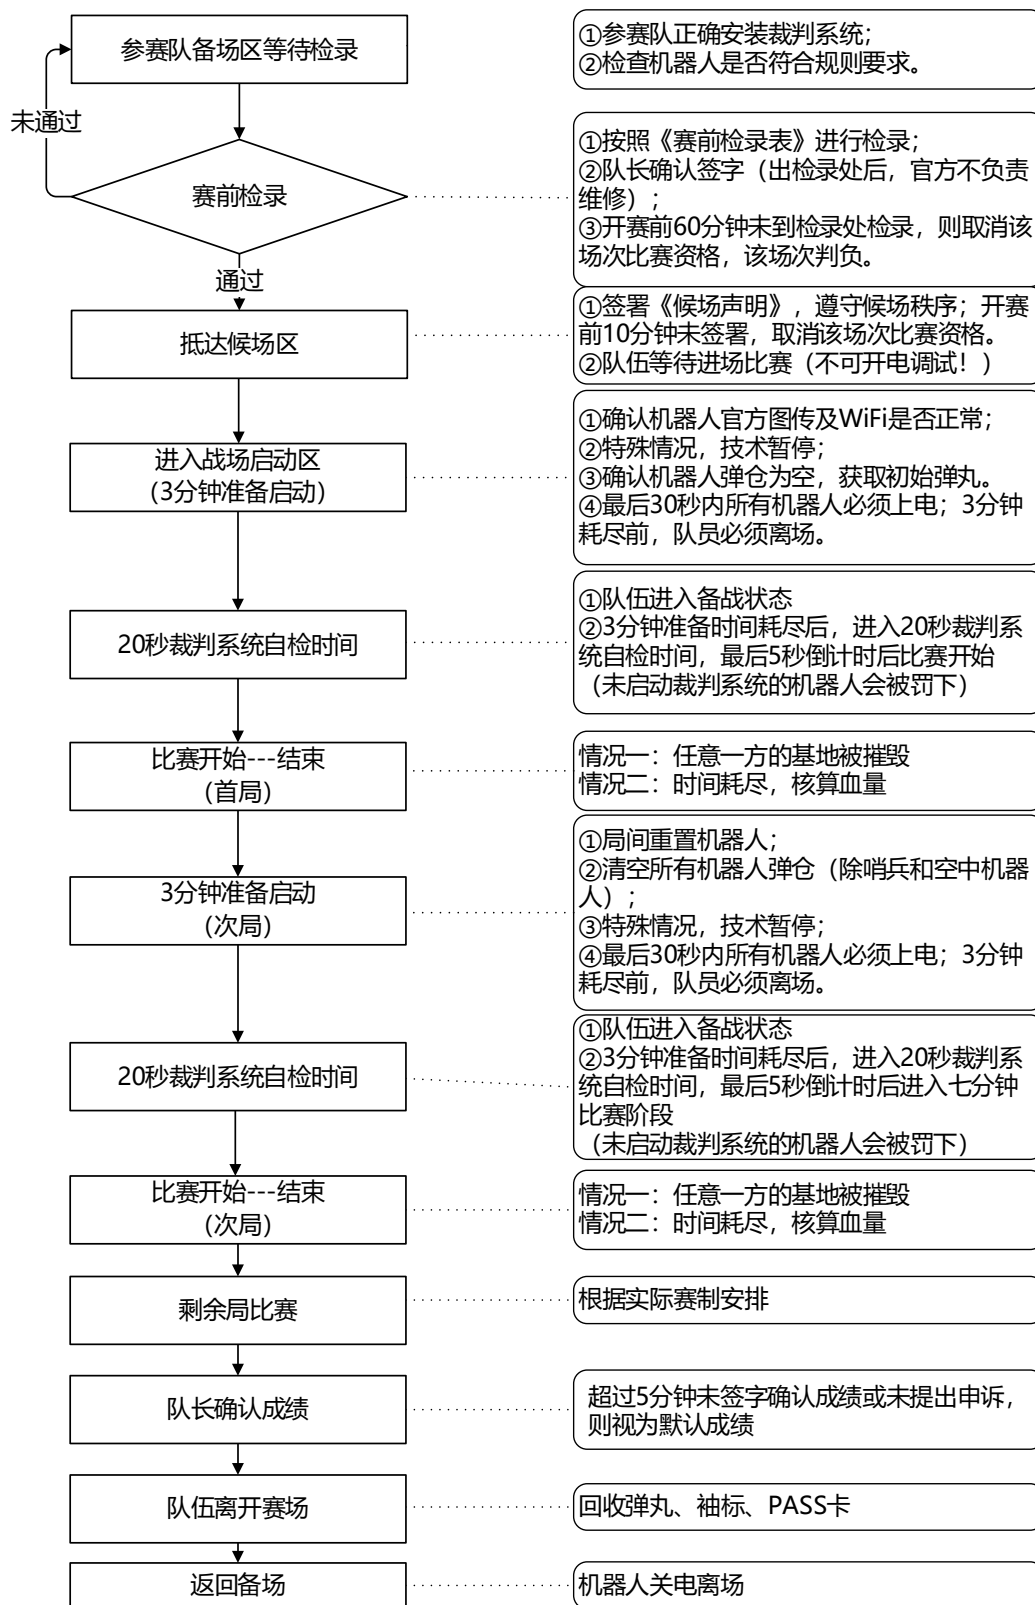 参赛队备场区等待检录
①参赛队正确安装裁判系统；
②检查机器人是否符合规则要求。
未通过
赛前检录
①按照《赛前检录表》进行检录；
②队长确认签字（出检录处后，官方不负责
维修）；
③开赛前60分钟未到检录处检录，则取消该
场次比赛资格，该场次判负。
通过
抵达候场区
①签署《候场声明》，遵守候场秩序；开赛
前10分钟未签署，取消该场次比赛资格。
②队伍等待进场比赛（不可开电调试！）
进入战场启动区
（3分钟准备启动）
①确认机器人官方图传及WiFi是否正常；
②特殊情况，技术暂停；
③确认机器人弹仓为空，获取初始弹丸。
④最后30秒内所有机器人必须上电；3分钟
耗尽前，队员必须离场。
20秒裁判系统自检时间
①队伍进入备战状态
②3分钟准备时间耗尽后，进入20秒裁判系
统自检时间，最后5秒倒计时后比赛开始
（未启动裁判系统的机器人会被罚下）
比赛开始---结束
（首局）
情况一：任意一方的基地被摧毁
情况二：时间耗尽，核算血量
3分钟准备启动
（次局）
①局间重置机器人；
②清空所有机器人弹仓（除哨兵和空中机器
人）；
③特殊情况，技术暂停；
④最后30秒内所有机器人必须上电；3分钟
耗尽前，队员必须离场。
20秒裁判系统自检时间
①队伍进入备战状态
②3分钟准备时间耗尽后，进入20秒裁判系
统自检时间，最后5秒倒计时后进入七分钟
比赛阶段
（未启动裁判系统的机器人会被罚下）
比赛开始---结束
（次局）
情况一：任意一方的基地被摧毁
情况二：时间耗尽，核算血量
剩余局比赛
根据实际赛制安排
队长确认成绩
超过5分钟未签字确认成绩或未提出申诉，
则视为默认成绩
队伍离开赛场
回收弹丸、袖标、PASS卡
返回备场
机器人关电离场